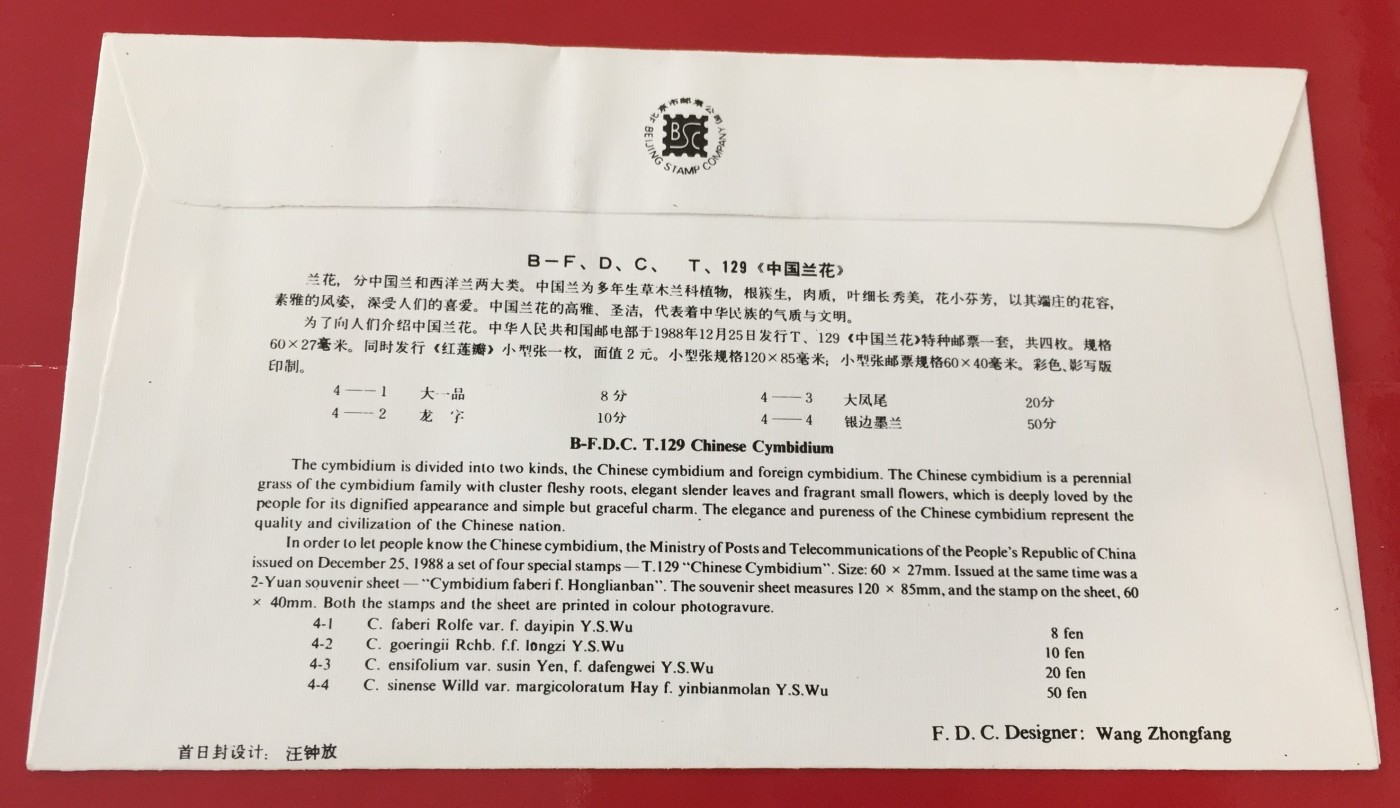 北京市邮票公司
BSC
BEIJING STAMP COMPANY
B－F、D、C、 T、129《中国兰花》
兰花，分中国兰和西洋兰两大类。中国兰为多年生草木兰科植物，根簇生，肉质，叶细长秀美，花小芬芳，以其端庄的花容，
素雅的风姿，深受人们的喜爱。中国兰花的高雅、圣洁，代表着中华民族的气质与文明。
为了向人们介绍中国兰花。中华人民共和国邮电部于1988年12月25日发行T、129《中国兰花》特种邮票一套，共四枚。规格
60×27毫米。同时发行《红莲瓣》小型张一枚，面值2元。小型张规格120×85毫米；小型张邮票规格60×40毫米。彩色、影写版
印制。
4——1 大一品 8分 4——3 大凤尾 20分
4——2 龙字 10分 4——4 银边墨兰 50分
B-F.D.C. T.129 Chinese Cymbidium
The cymbidium is divided into two kinds, the Chinese cymbidium and foreign cymbidium. The Chinese cymbidium is a perennial
grass of the cymbidium family with cluster fleshy roots, elegant slender leaves and fragrant small flowers, which is deeply loved by the
people for its dignified appearance and simple but graceful charm. The elegance and pureness of the Chinese cymbidium represent the
quality and civilization of the Chinese nation.
In order to let people know the Chinese cymbidium, the Ministry of Posts and Telecommunications of the People's Republic of China
issued on December 25, 1988 a set of four special stamps — T.129 "Chinese Cymbidium". Size: 60 × 27mm. Issued at the same time was a
2-Yuan souvenir sheet — "Cymbidium faberi f. Honglianban". The souvenir sheet measures 120 × 85mm, and the stamp on the sheet, 60
× 40mm. Both the stamps and the sheet are printed in colour photogravure.
4-1 C. faberi Rolfe var. f. dayipin Y.S.Wu 8 fen
4-2 C. goeringii Rchb. f.f. longzi Y.S.Wu 10 fen
4-3 C. ensifolium var. susin Yen, f. dafengwei Y.S.Wu 20 fen
4-4 C. sinense Willd var. margicoloratum Hay f. yinbianmolan Y.S.Wu 50 fen
F. D. C. Designer: Wang Zhongfang
首日封设计：汪钟放